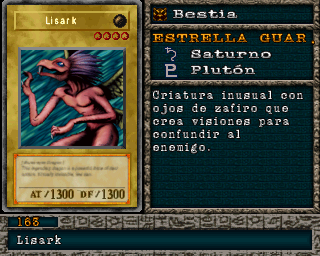 Lisark
AT/1300 DF/1300
Bestia
ESTRELLA GUAR.
Saturno
Plutón
Criatura inusual con
ojos de zafiro que
crea visiones para
confundir al
enemigo.
163
Lisark